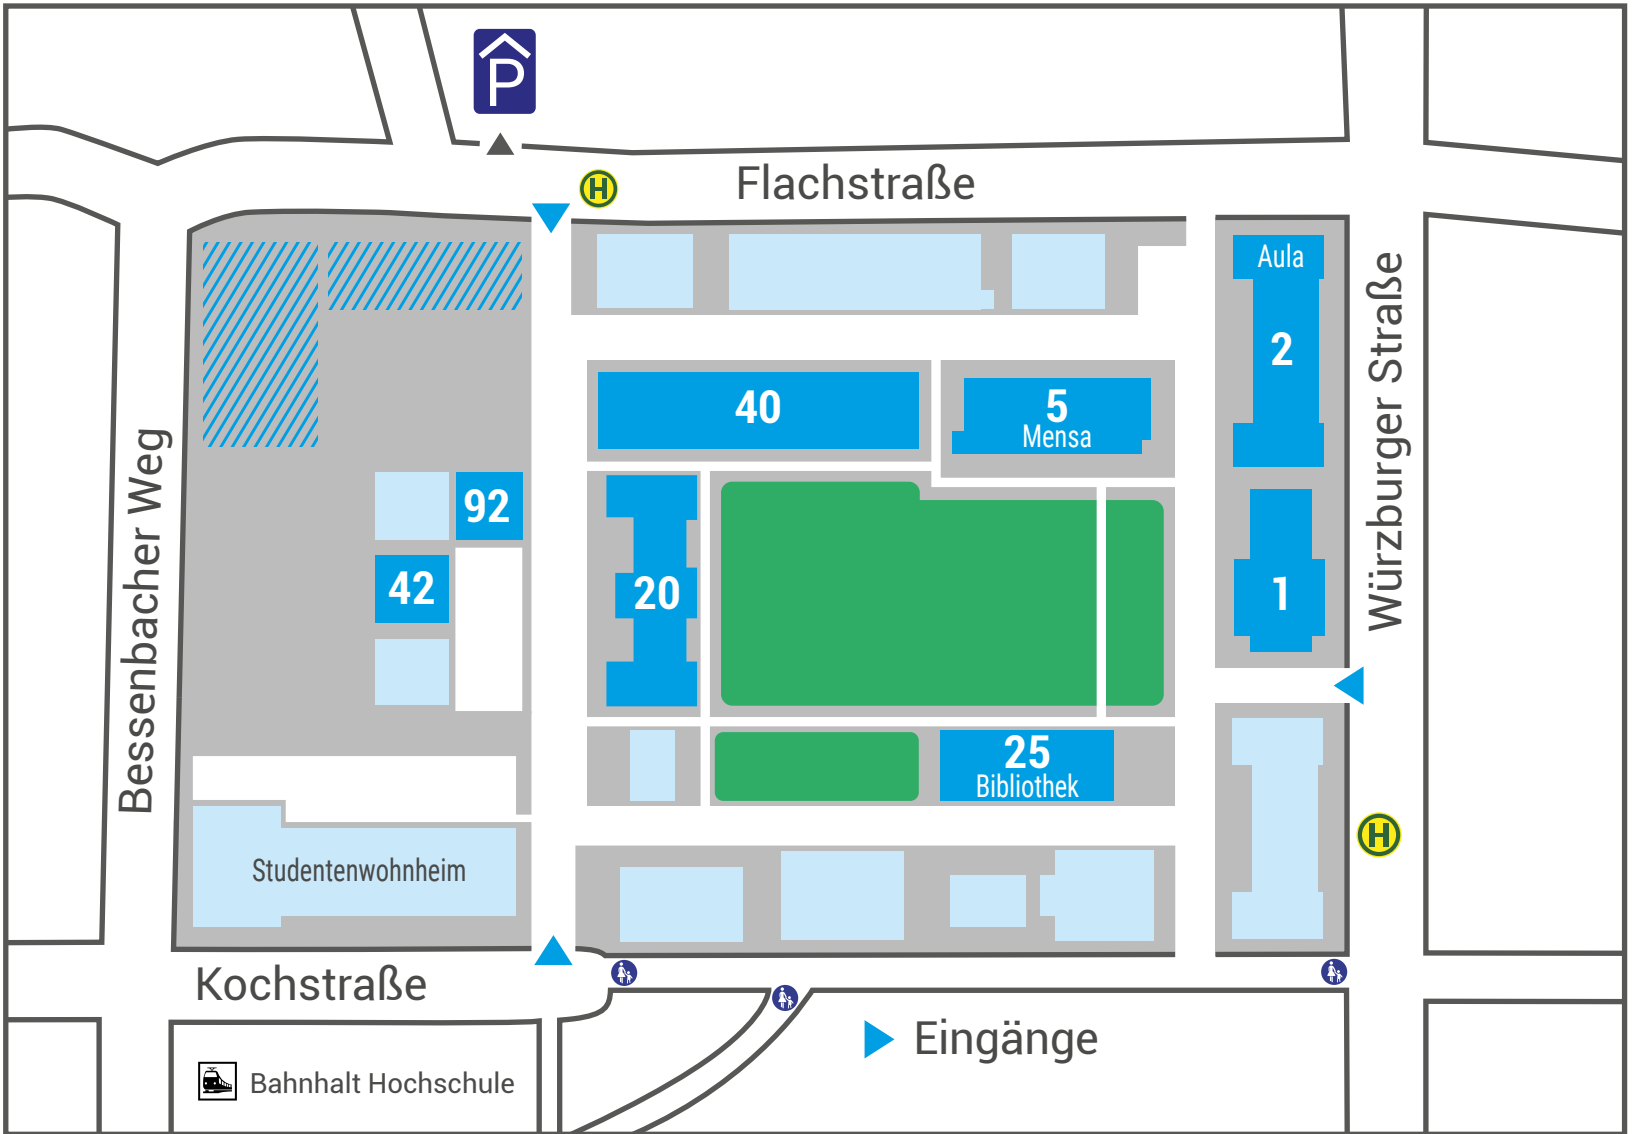 P
H
Flachstraße
Aula
2
Würzburger Straße
40
5
Mensa
92
42
20
1
Bessenbacher Weg
25
Bibliothek
H
Studentenwohnheim
Kochstraße
Eingänge
Bahnhalt Hochschule